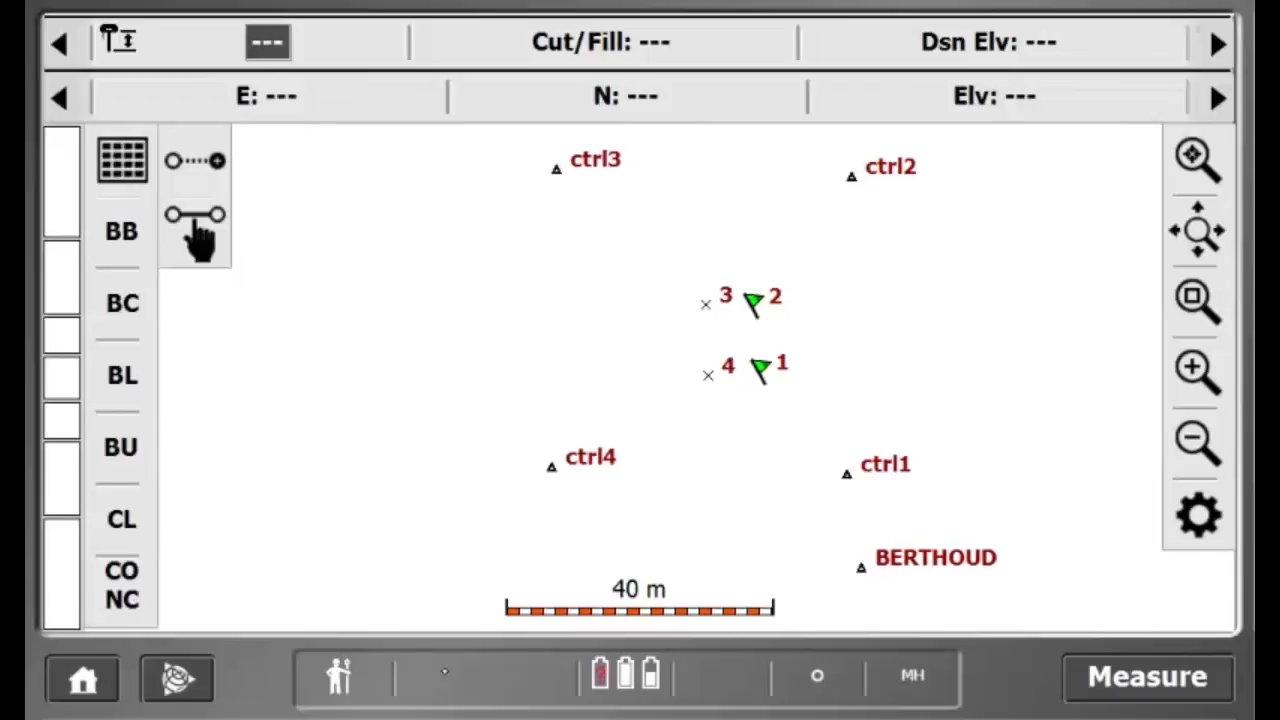 --- Cut/Fill: --- Dsn Elv: ---
E: --- N: --- Elv: ---
ctrl3 ctrl2
BB
3 2
BC
4 1
BL
BU
ctrl4 ctrl1
CL
BERTHOUD
CO
NC
40 m
? MH Measure